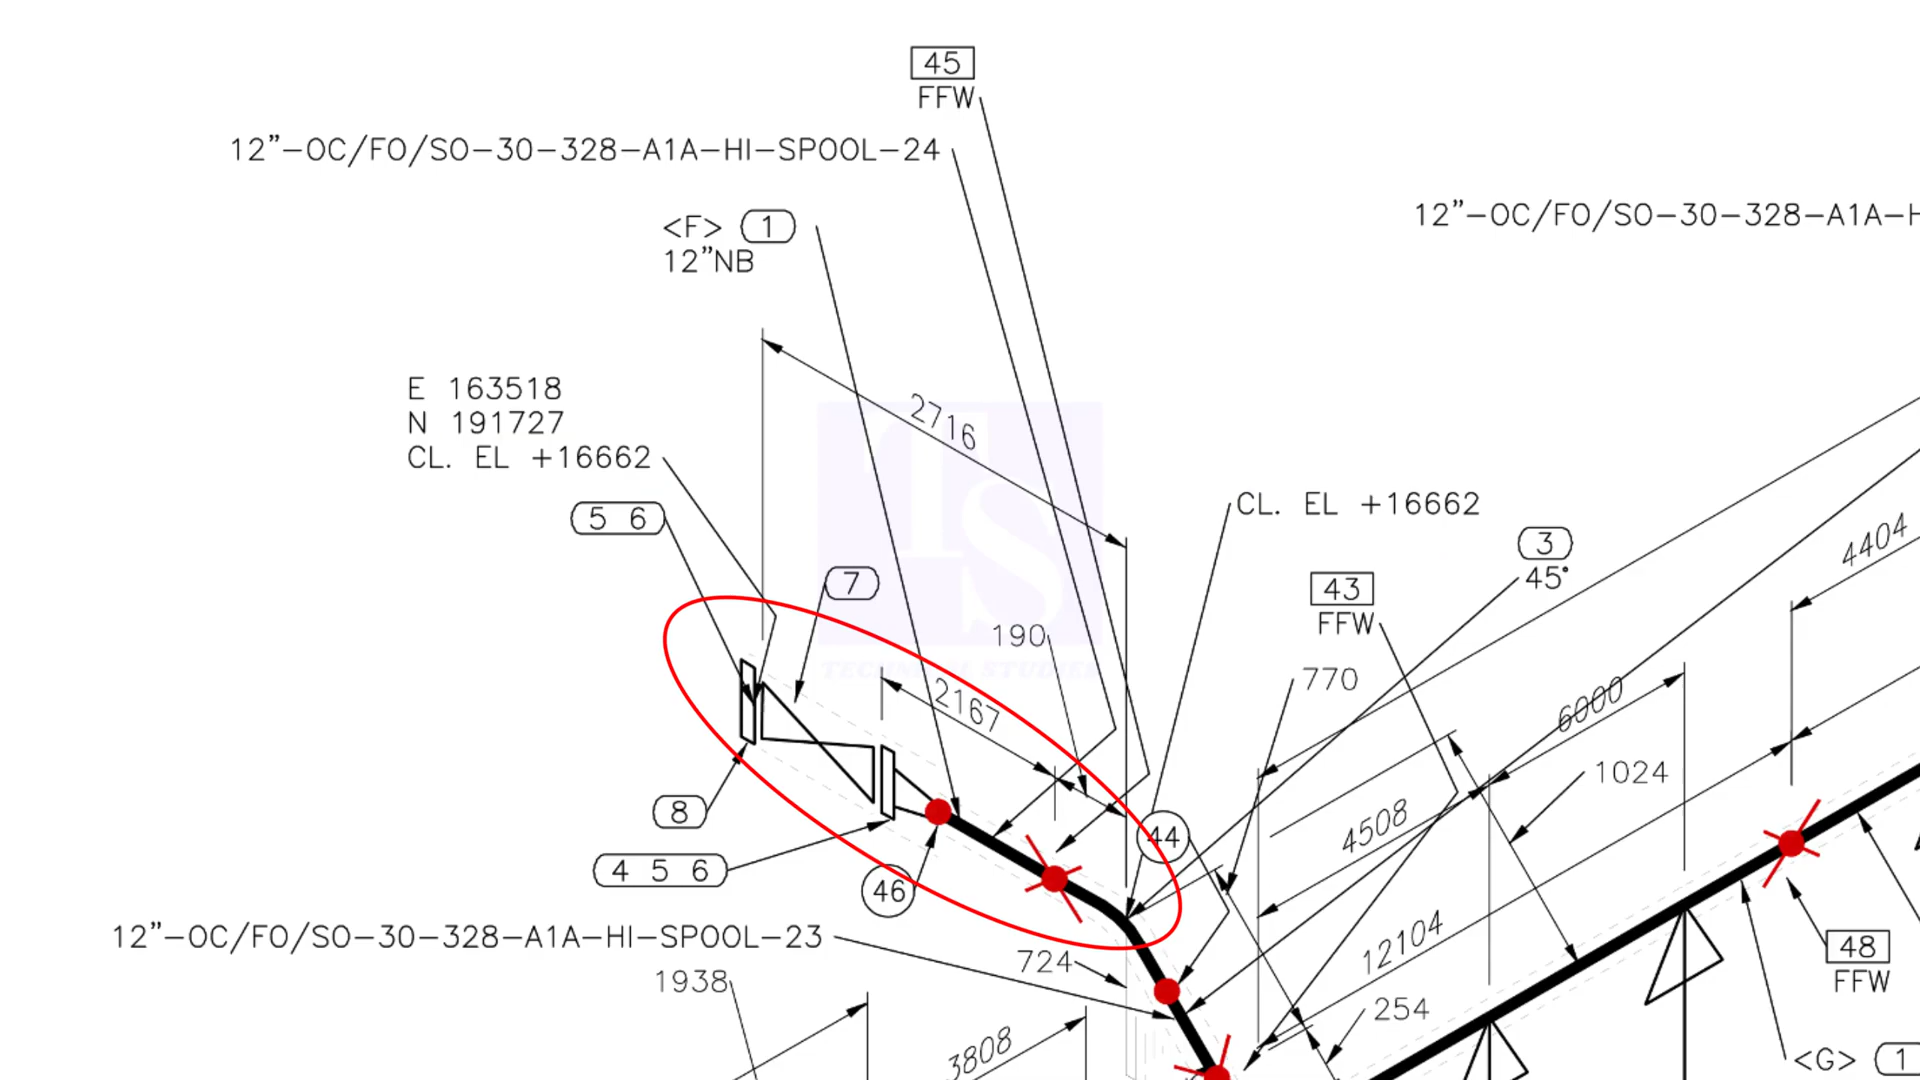 45
FFW
12”-OC/FO/SO-30-328-A1A-HI-SPOOL-24
12”-OC/FO/SO-30-328-A1A-H
<F> 1
12”NB
E 163518
N 191727
CL. EL +16662
2716
5 6
CL. EL +16662
3
45°
4404
7
43
FFW
190
770
2167
6000
1024
8
4508
44
4 5 6
46
12”-OC/FO/SO-30-328-A1A-HI-SPOOL-23
12104
48
FFW
724
1938
254
3808
<G> 1
TS
TECHNICAL STUDIES